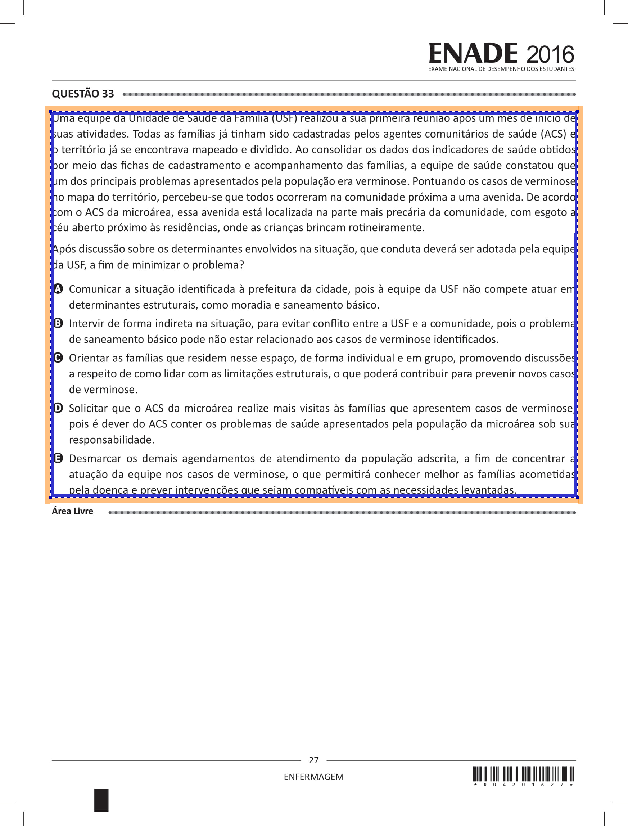 ENADE 2016
EXAME NACIONAL DE DESEMPENHO DOS ESTUDANTES
QUESTÃO 33
Uma equipe da Unidade de Saúde da Família (USF) realizou a sua primeira reunião após um mês de início de
suas atividades. Todas as famílias já tinham sido cadastradas pelos agentes comunitários de saúde (ACS) e
o território já se encontrava mapeado e dividido. Ao consolidar os dados dos indicadores de saúde obtidos
por meio das fichas de cadastramento e acompanhamento das famílias, a equipe de saúde constatou que
um dos principais problemas apresentados pela população era verminose. Pontuando os casos de verminose
no mapa do território, percebeu-se que todos ocorreram na comunidade próxima a uma avenida. De acordo
com o ACS da microárea, essa avenida está localizada na parte mais precária da comunidade, com esgoto a
céu aberto próximo às residências, onde as crianças brincam rotineiramente.
Após discussão sobre os determinantes envolvidos na situação, que conduta deverá ser adotada pela equipe
da USF, a fim de minimizar o problema?
A Comunicar a situação identificada à prefeitura da cidade, pois à equipe da USF não compete atuar em
determinantes estruturais, como moradia e saneamento básico.
B Intervir de forma indireta na situação, para evitar conflito entre a USF e a comunidade, pois o problema
de saneamento básico pode não estar relacionado aos casos de verminose identificados.
C Orientar as famílias que residem nesse espaço, de forma individual e em grupo, promovendo discussões
a respeito de como lidar com as limitações estruturais, o que poderá contribuir para prevenir novos casos
de verminose.
D Solicitar que o ACS da microárea realize mais visitas às famílias que apresentem casos de verminose,
pois é dever do ACS conter os problemas de saúde apresentados pela população da microárea sob sua
responsabilidade.
E Desmarcar os demais agendamentos de atendimento da população adscrita, a fim de concentrar a
atuação da equipe nos casos de verminose, o que permitirá conhecer melhor as famílias acometidas
pela doença e prever intervenções que sejam compatíveis com as necessidades levantadas.
Área Livre
27
ENFERMAGEM